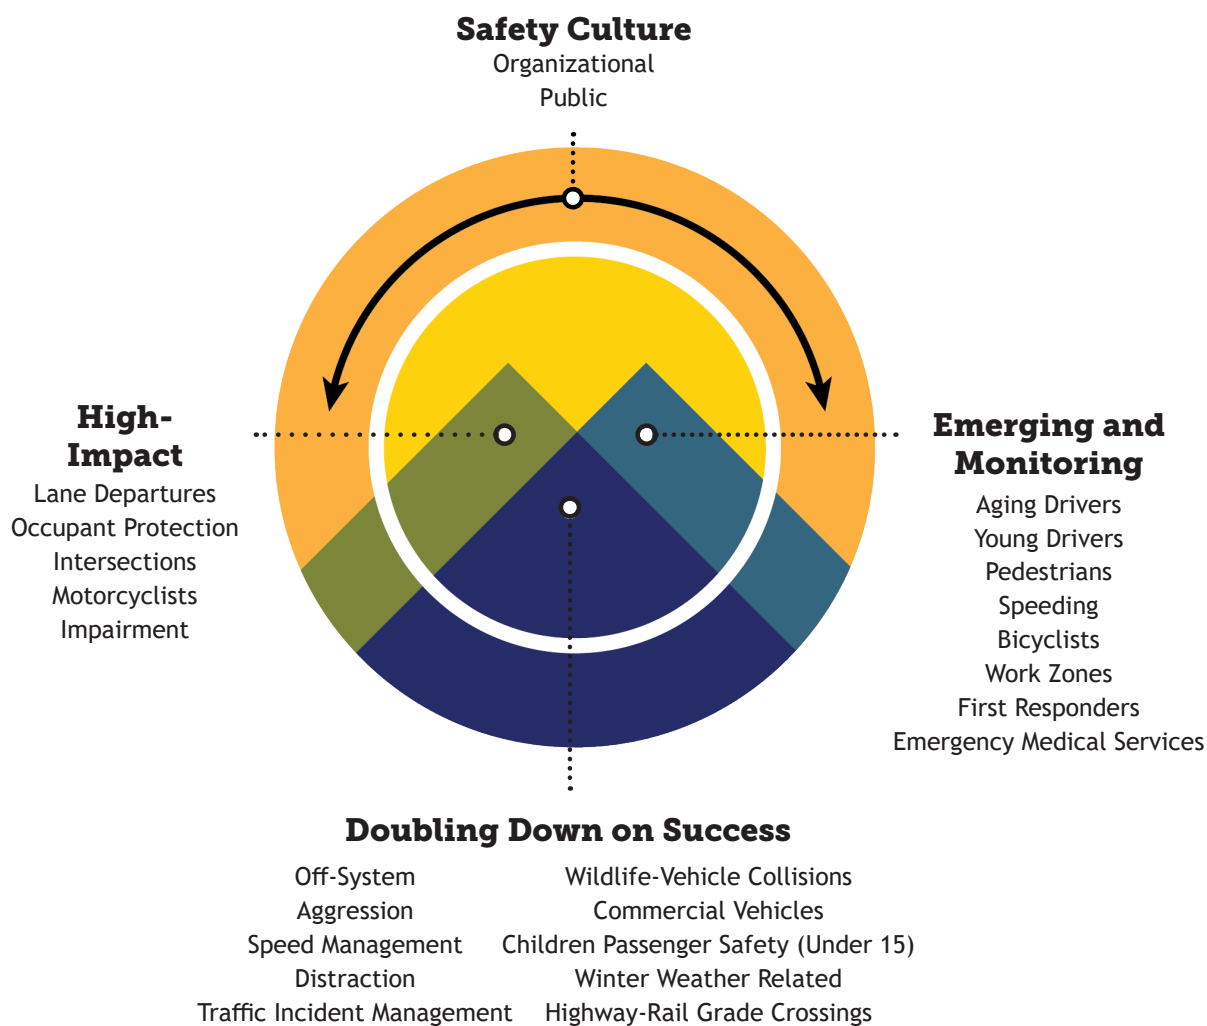 Safety Culture
Organizational
Public
High-
Impact
Lane Departures
Occupant Protection
Intersections
Motorcyclists
Impairment
Emerging and
Monitoring
Aging Drivers
Young Drivers
Pedestrians
Speeding
Bicyclists
Work Zones
First Responders
Emergency Medical Services
Doubling Down on Success
Off-System
Aggression
Speed Management
Distraction
Traffic Incident Management
Wildlife-Vehicle Collisions
Commercial Vehicles
Children Passenger Safety (Under 15)
Winter Weather Related
Highway-Rail Grade Crossings